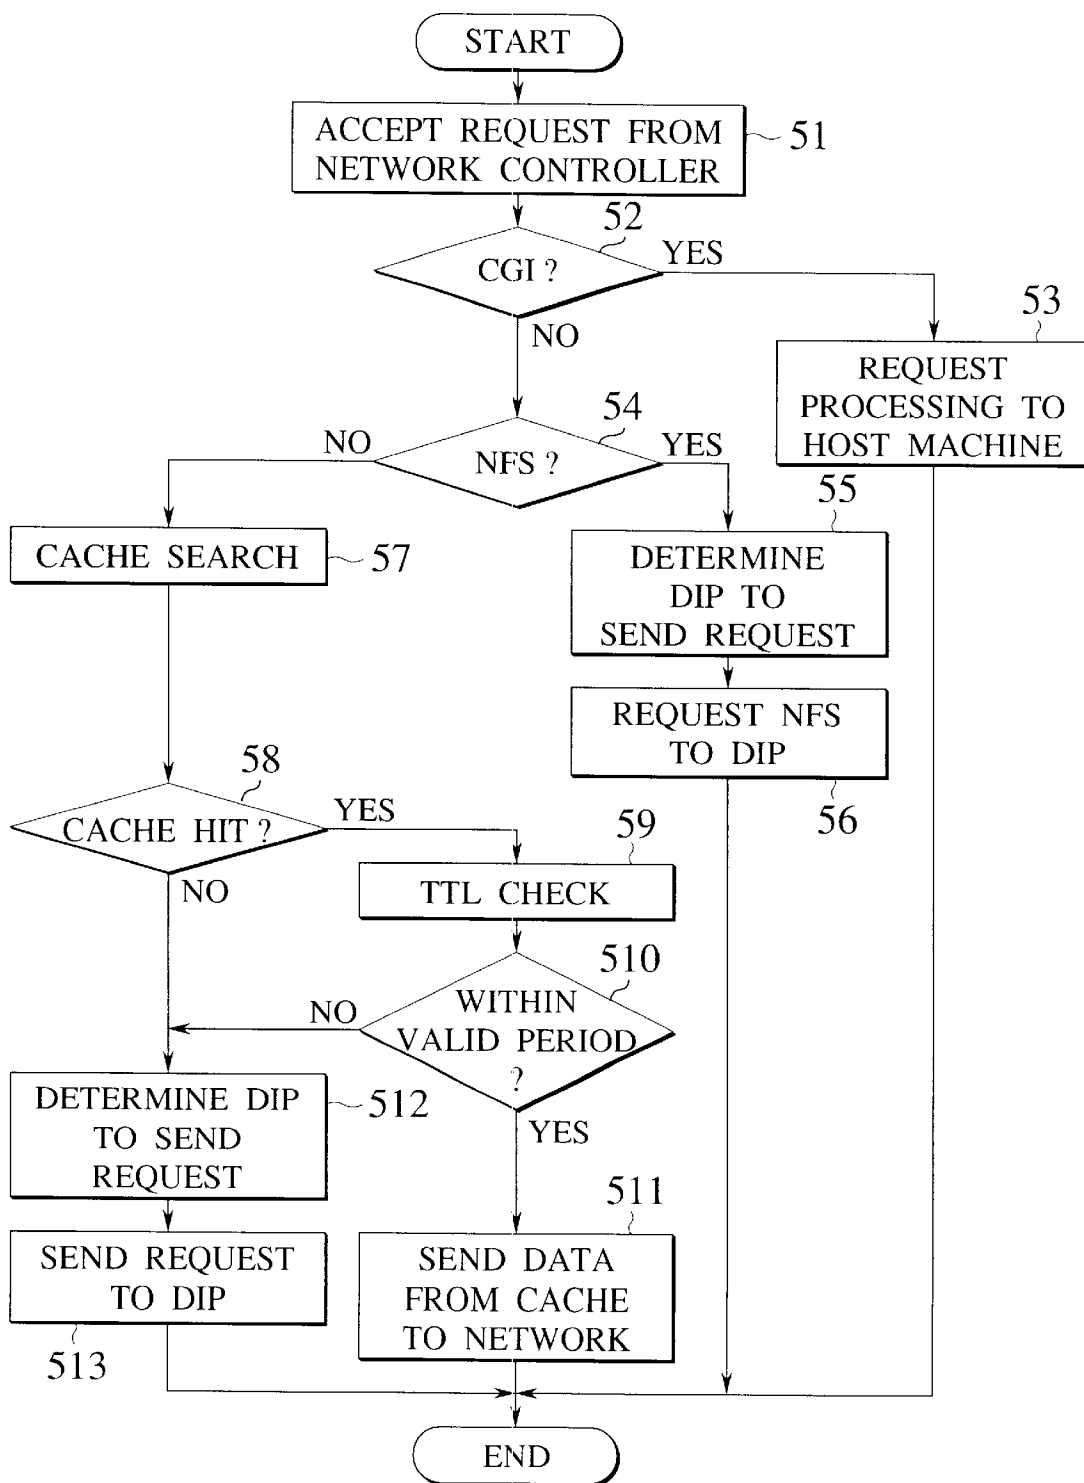 START
ACCEPT REQUEST FROM
NETWORK CONTROLLER
51
52
CGI ?
YES
NO
53
REQUEST
PROCESSING TO
HOST MACHINE
54
NO
NFS ?
YES
55
CACHE SEARCH
57
DETERMINE
DIP TO
SEND REQUEST
REQUEST NFS
TO DIP
56
58
CACHE HIT ?
YES
NO
59
TTL CHECK
510
WITHIN
VALID PERIOD
?
NO
YES
DETERMINE DIP
TO SEND
REQUEST
512
511
SEND REQUEST
TO DIP
513
SEND DATA
FROM CACHE
TO NETWORK
END